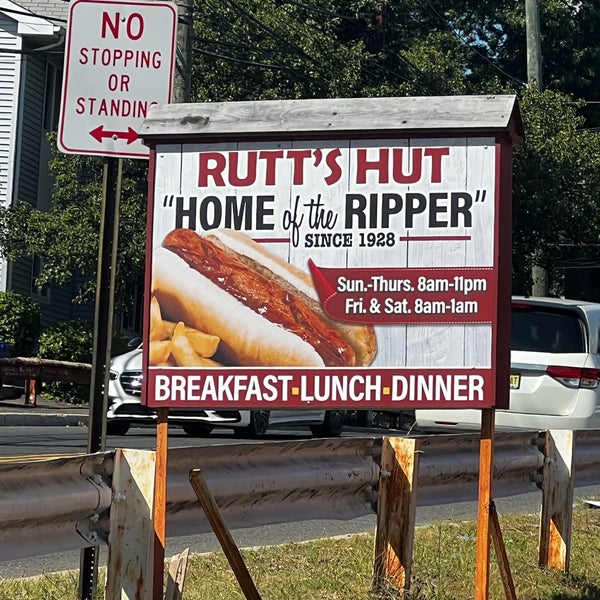 NO
STOPPING
OR
STANDING
RUTT'S HUT
"HOME of the RIPPER"
SINCE 1928
Sun.-Thurs. 8am-11pm
Fri. & Sat. 8am-1am
BREAKFAST·LUNCH·DINNER